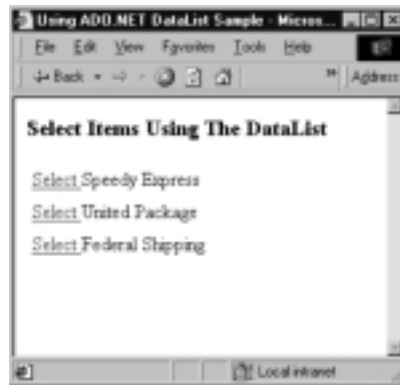 Using ADO.NET DataList Sample - Micros...
File Edit View Favorites Tools Help
Back » Address
Select Items Using The DataList
Select Speedy Express
Select United Package
Select Federal Shipping
Local intranet